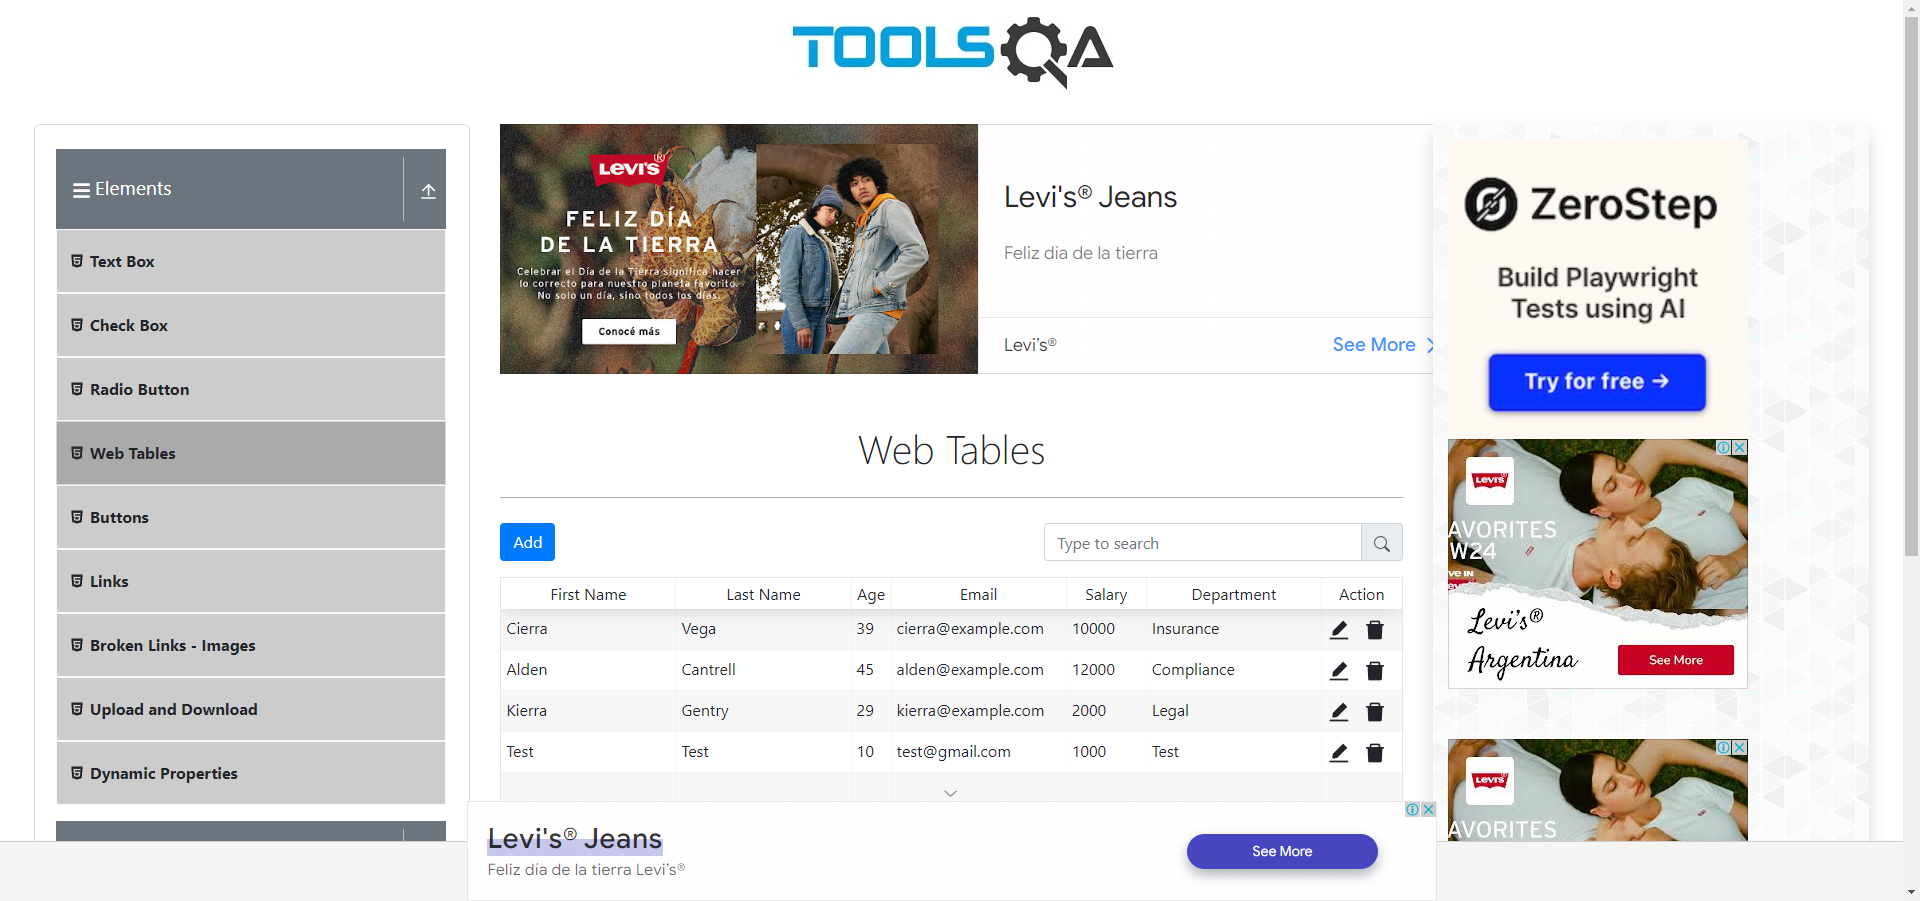 TOOLSQA
Elements
Text Box
Check Box
Radio Button
Web Tables
Buttons
Links
Broken Links - Images
Upload and Download
Dynamic Properties
LEVI'S®
FELIZ DÍA
DE LA TIERRA
Celebrar el Día de la Tierra significa hacer
lo correcto para nuestro planeta favorito.
No solo un día, sino todos los días.
Conocé más
Levi's® Jeans
Feliz día de la tierra
Levi’s®
See More
Web Tables
Add
Type to search
First Name Last Name Age Email Salary Department Action
Cierra Vega 39 cierra@example.com 10000 Insurance
Alden Cantrell 45 alden@example.com 12000 Compliance
Kierra Gentry 29 kierra@example.com 2000 Legal
Test Test 10 test@gmail.com 1000 Test
ZeroStep
Build Playwright
Tests using AI
Try for free →
LEVI'S
AVORITES
W24
VE IN
Levi's®
Argentina
See More
LEVI'S
AVORITES
Levi's® Jeans
Feliz día de la tierra Levi’s®
See More